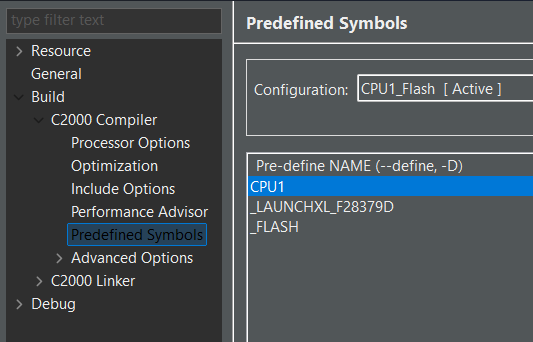 type filter text
Resource
General
Build
C2000 Compiler
Processor Options
Optimization
Include Options
Performance Advisor
Predefined Symbols
Advanced Options
C2000 Linker
Debug
Predefined Symbols
Configuration: CPU1_Flash [ Active ]
Pre-define NAME (--define, -D)
CPU1
_LAUNCHXL_F28379D
_FLASH